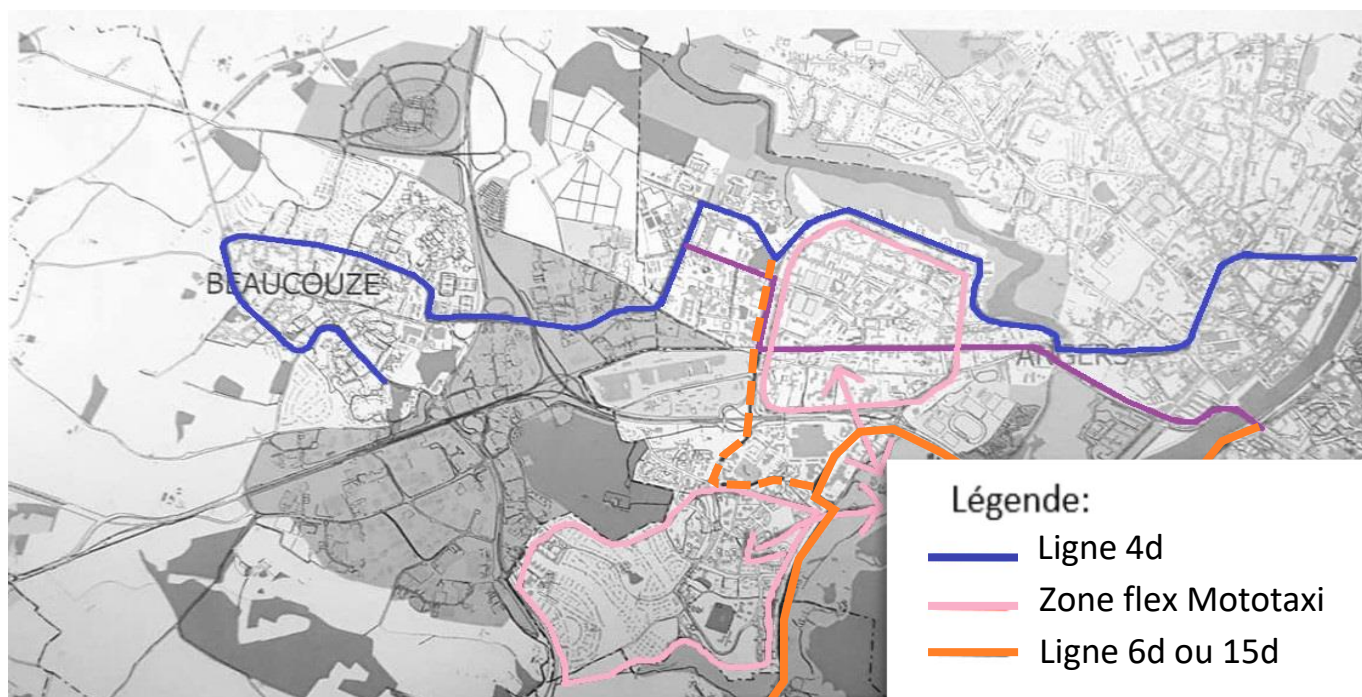 BEAUCOUZE
ANGERS
Légende:
Ligne 4d
Zone flex Mototaxi
Ligne 6d ou 15d